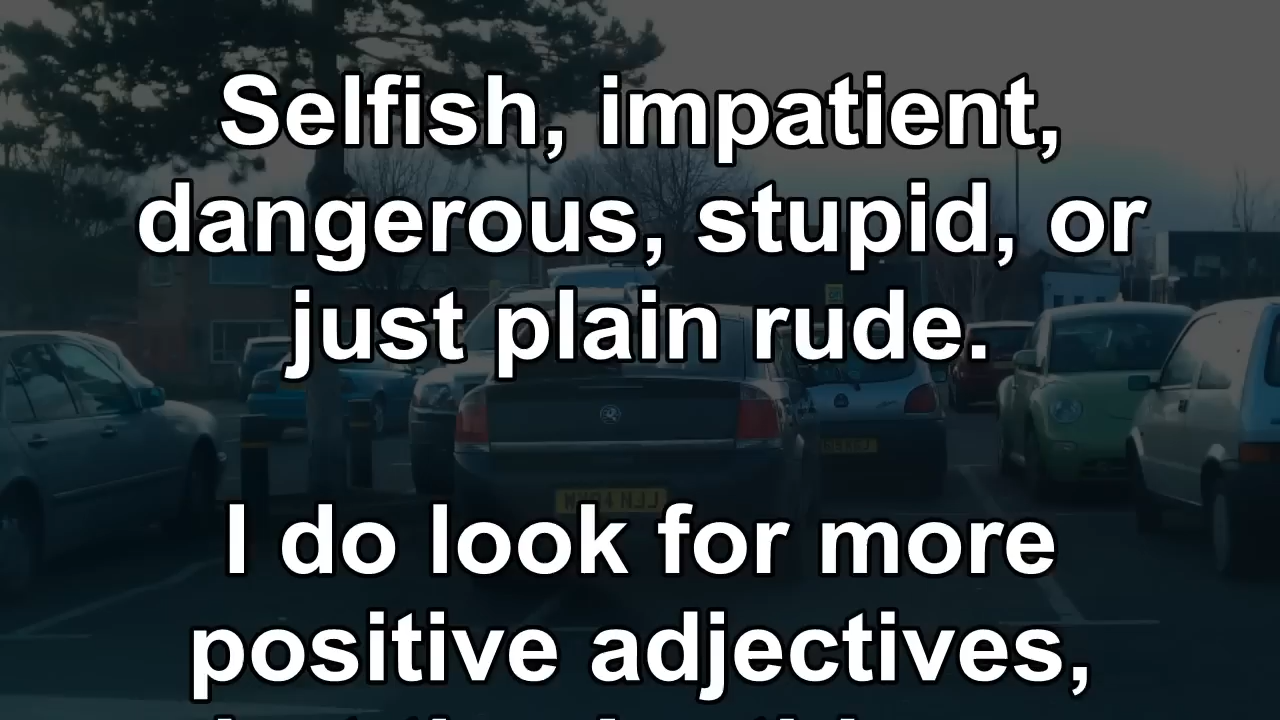 Selfish, impatient,
dangerous, stupid, or
just plain rude.
I do look for more
positive adjectives,